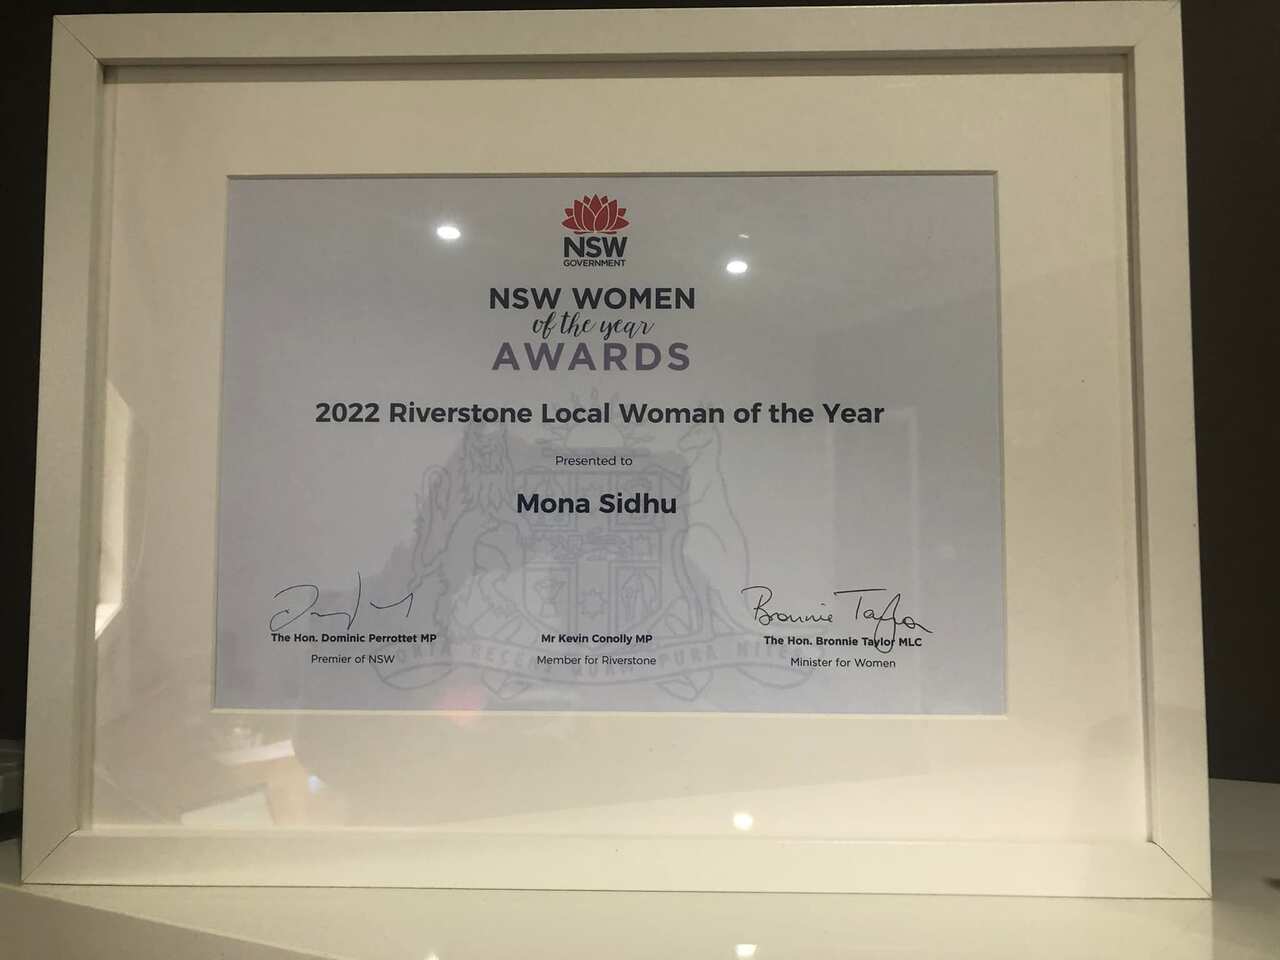 NSW
GOVERNMENT
NSW WOMEN
of the year
AWARDS
2022 Riverstone Local Woman of the Year
Presented to
Mona Sidhu
Bronnie Taylor
The Hon. Dominic Perrottet MP
Premier of NSW
Mr Kevin Conolly MP
Member for Riverstone
The Hon. Bronnie Taylor MLC
Minister for Women